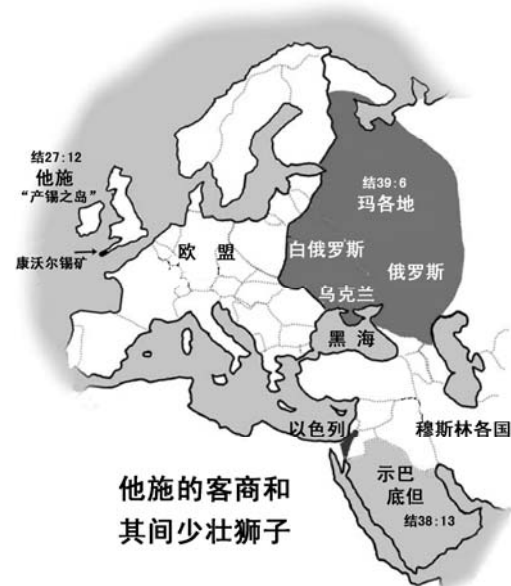 结27:12
他施
“产锡之岛”
康沃尔锡矿
欧 盟
结39:6
玛各地
白俄罗斯
俄罗斯
乌克兰
黑海
以色列
穆斯林各国
示巴
底但
结38:13
他施的客商和
其间少壮狮子